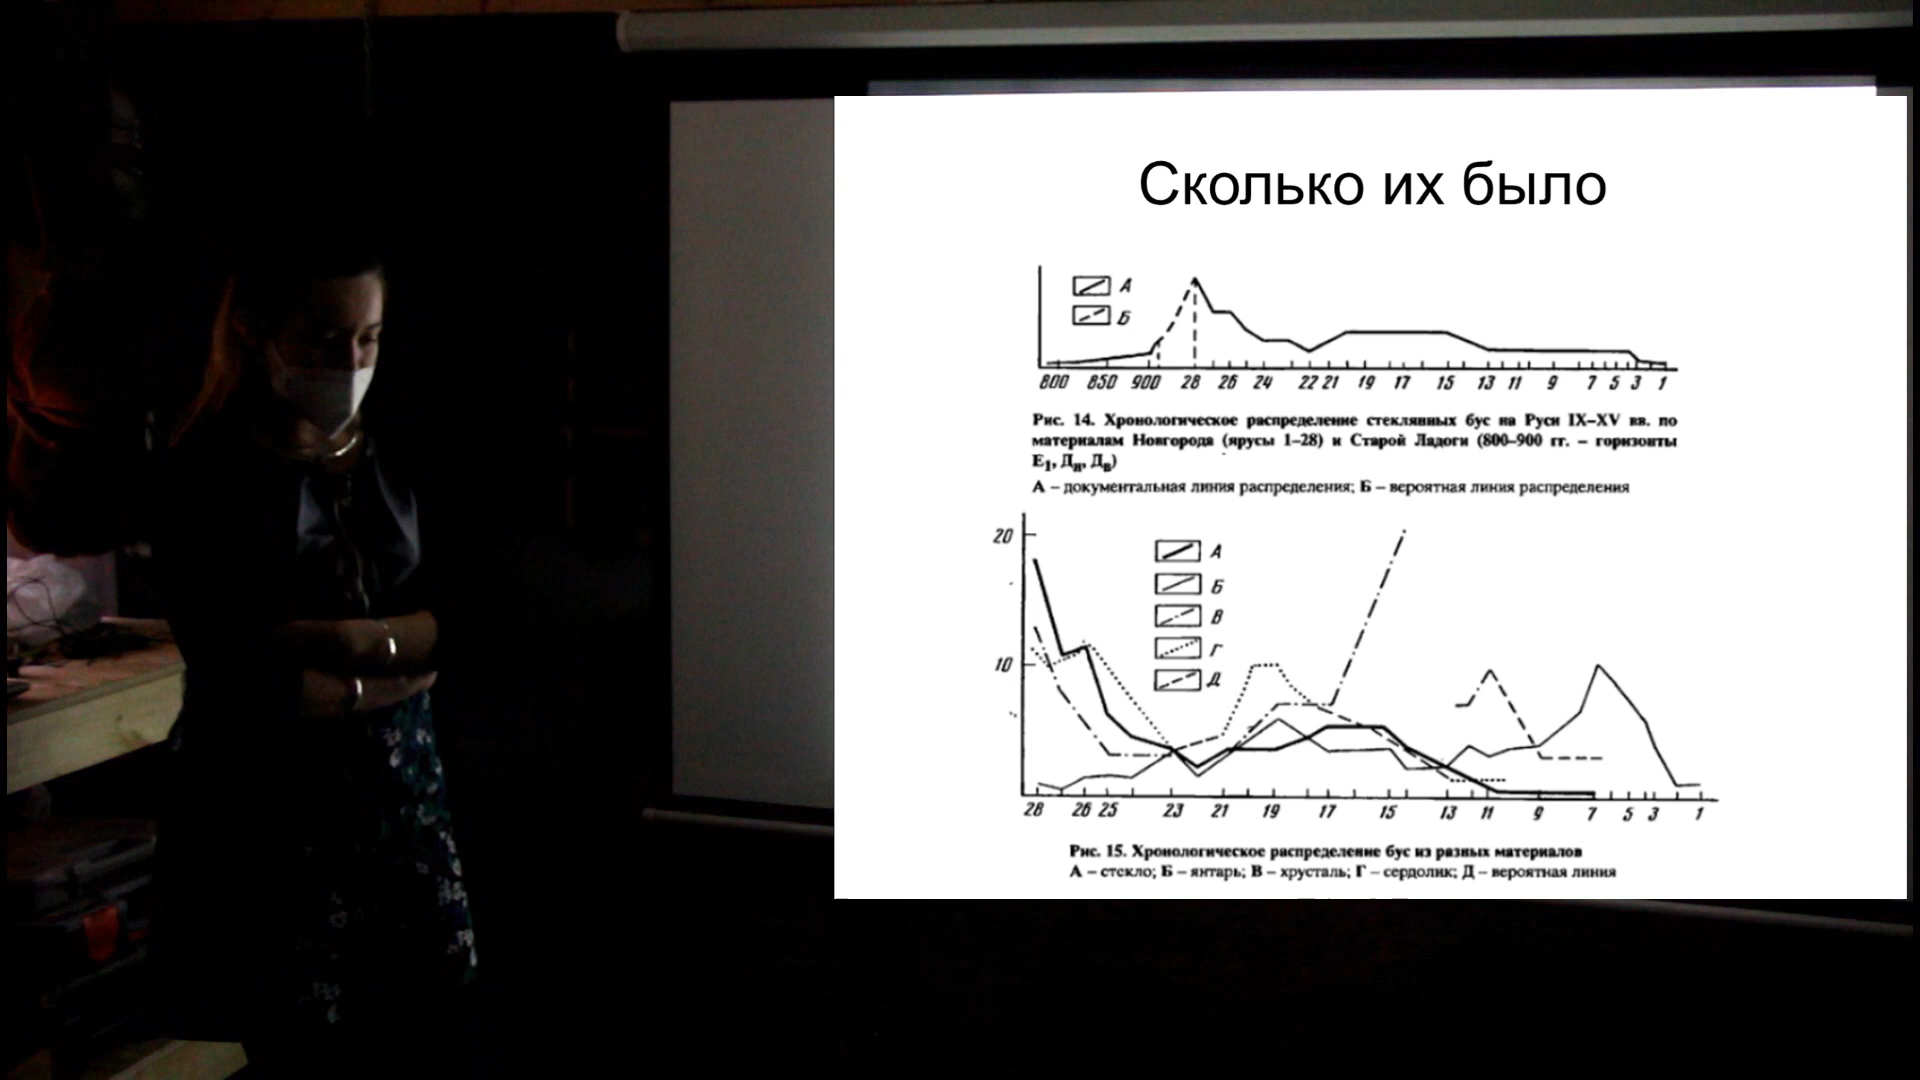 Сколько их было
А
Б
800 850 900 28 26 24 22 21 19 17 15 13 11 9 7 5 3 1
Рис. 14. Хронологическое распределение стеклянных бус на Руси IX–XV вв. по
материалам Новгорода (ярусы 1–28) и Старой Ладоги (800–900 гг. – горизонты
Е1, Дн, Дв)
А – документальная линия распределения; Б – вероятная линия распределения
20
А
Б
В
Г
Д
10
28 26 25 23 21 19 17 15 13 11 9 7 5 3 1
Рис. 15. Хронологическое распределение бус из разных материалов
А – стекло; Б – янтарь; В – хрусталь; Г – сердолик; Д – вероятная линия